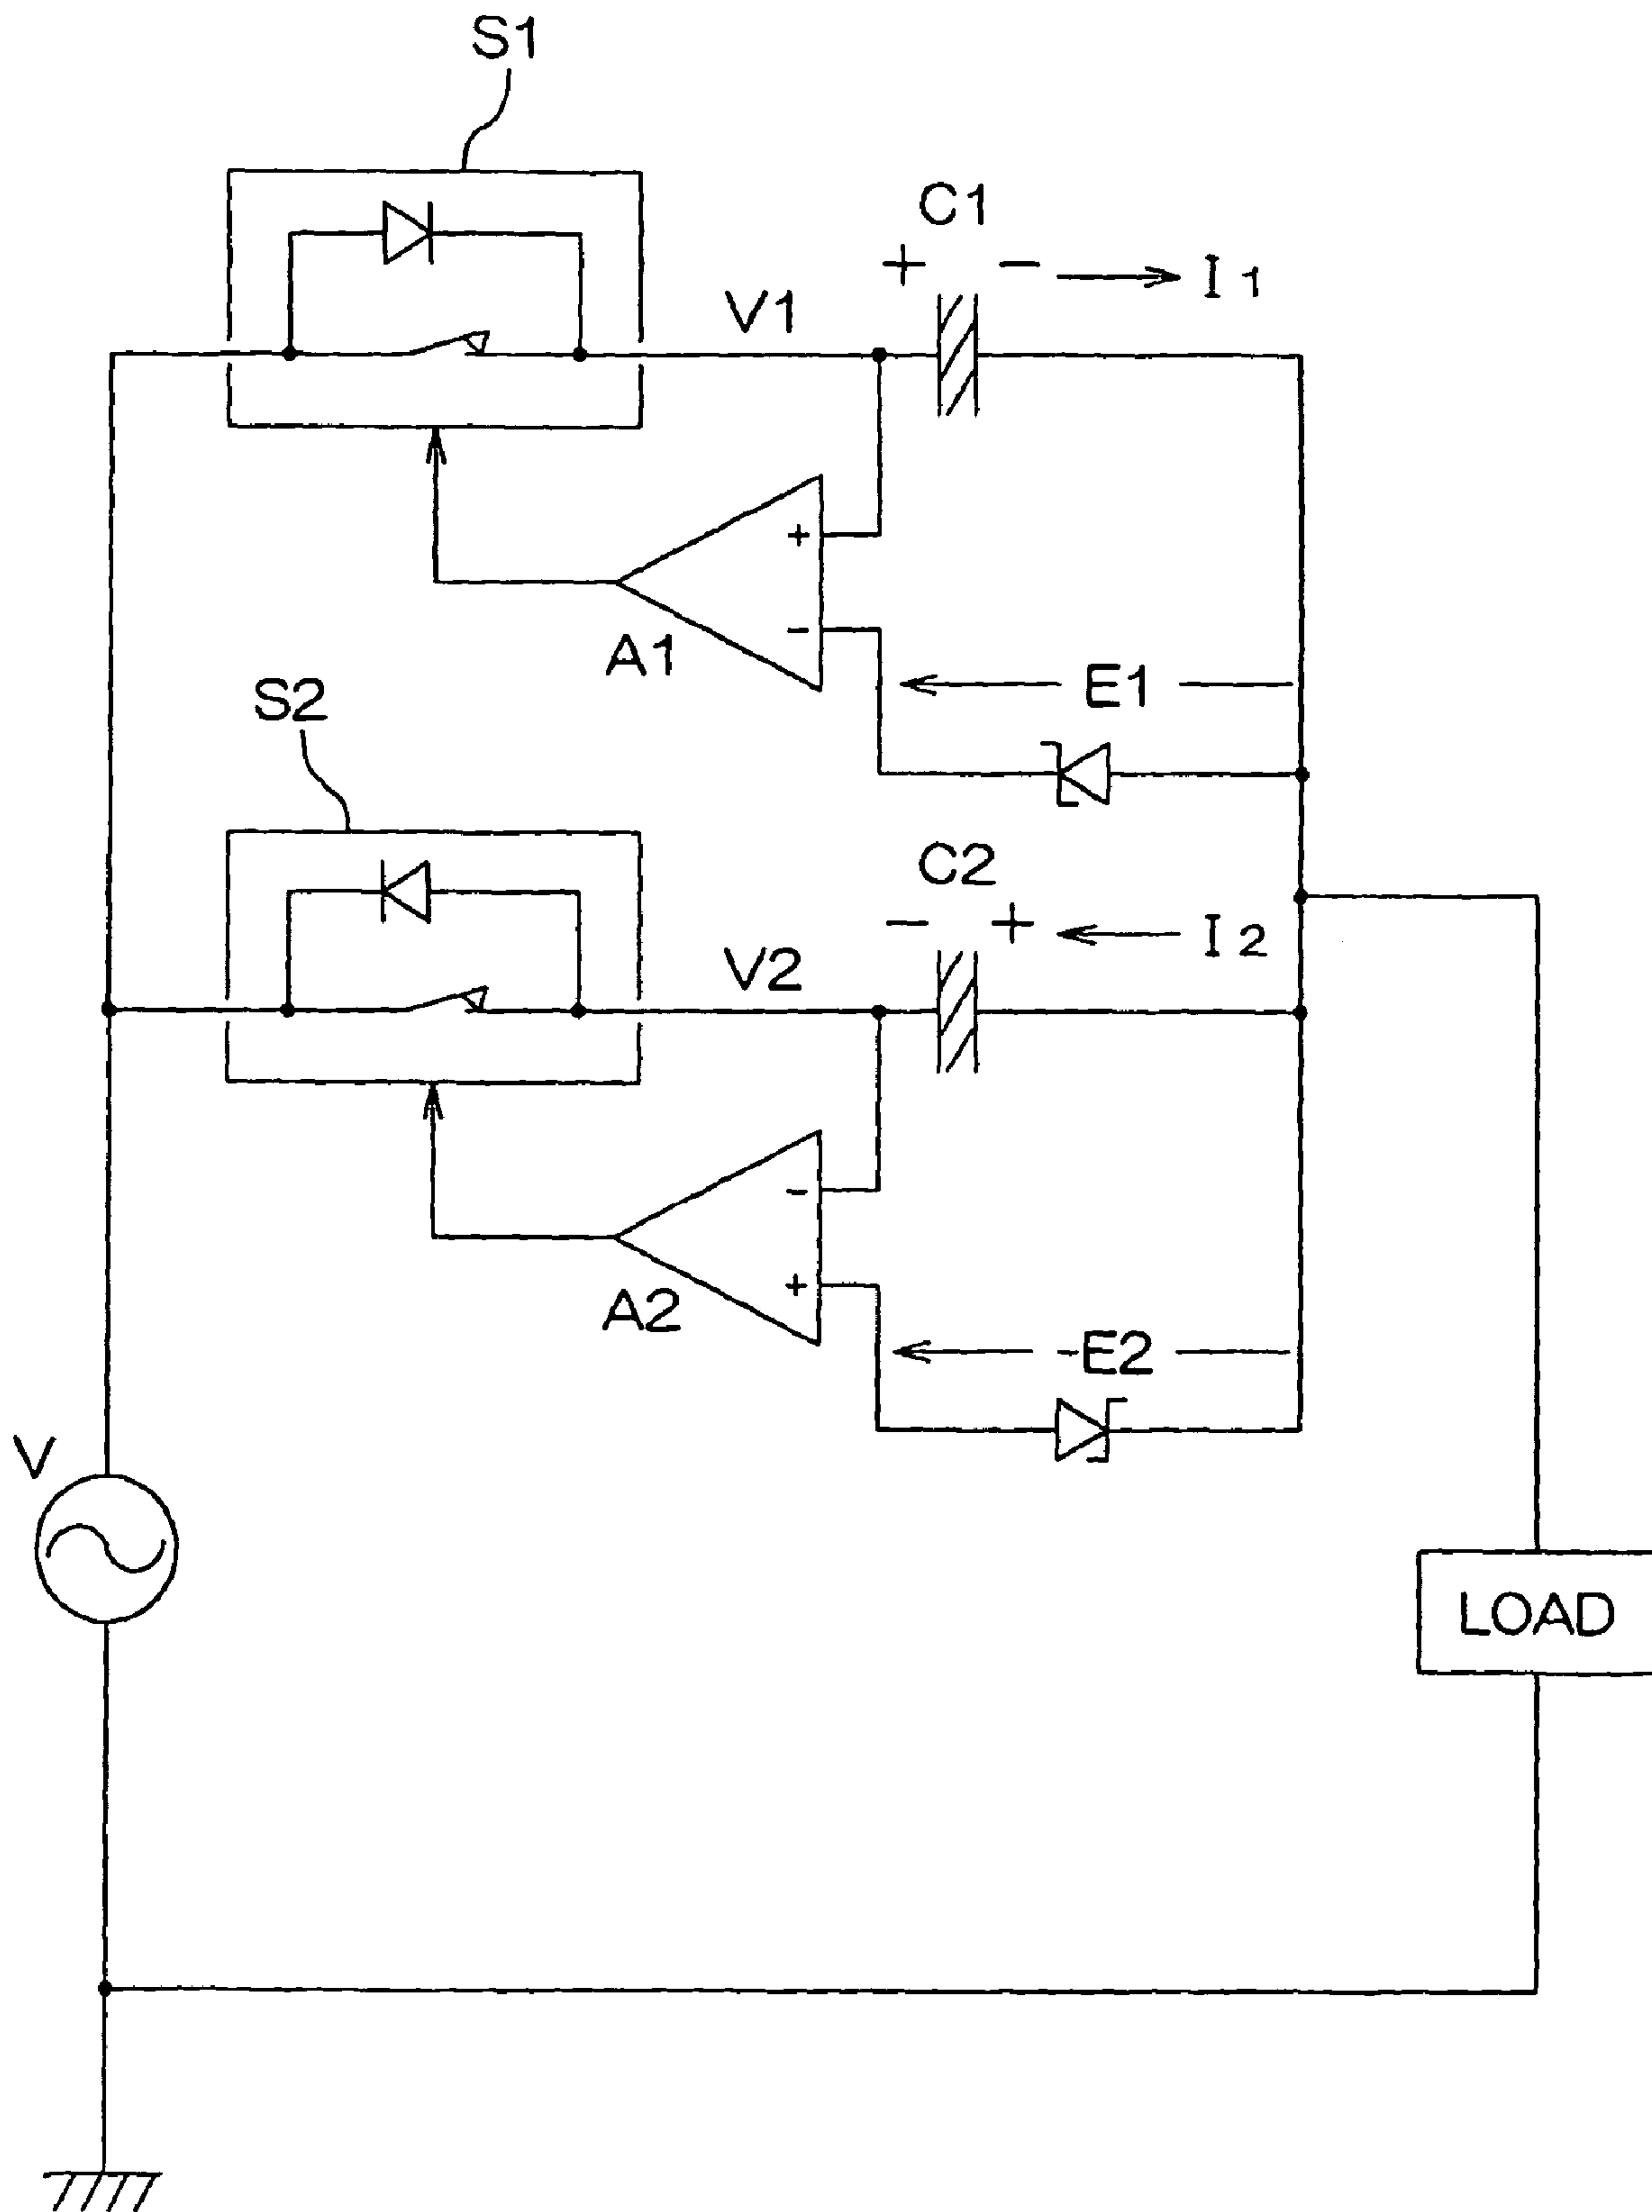 S1
C1
+ - I1
V1
+
-
A1
E1
S2
C2
- + I2
V2
-
+
A2
-E2
V
LOAD